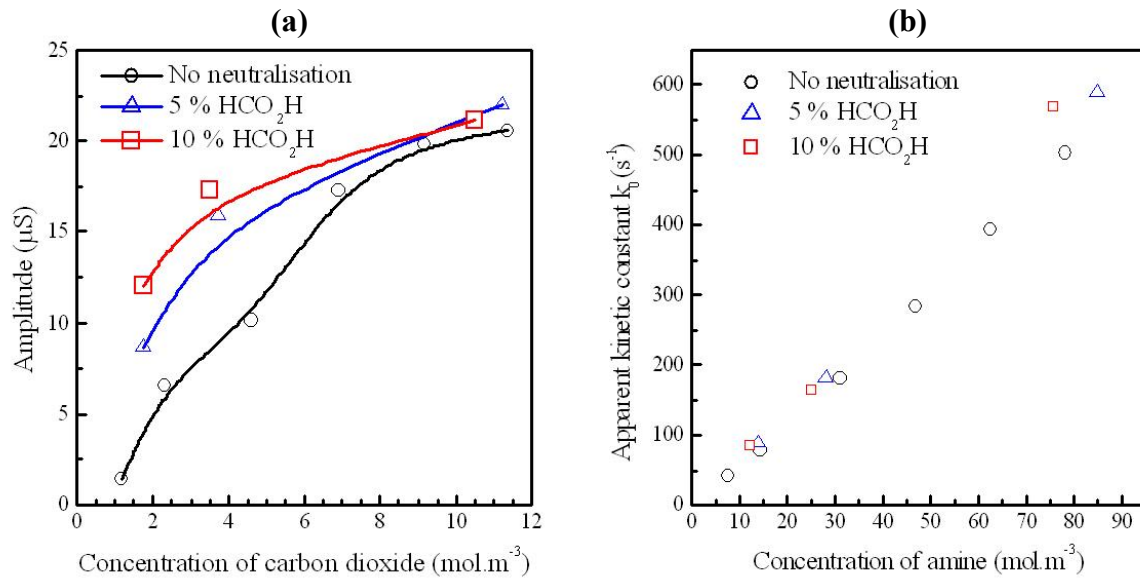 (a)
25
20
15
10
5
0
Amplitude (µS)
No neutralisation
5 % HCO₂H
10 % HCO₂H
2 4 6 8 10 12
Concentration of carbon dioxide (mol.m⁻³)
(b)
600
500
400
300
200
100
0
Apparent kinetic constant k₀ (s⁻¹)
No neutralisation
5 % HCO₂H
10 % HCO₂H
0 10 20 30 40 50 60 70 80 90
Concentration of amine (mol.m⁻³)